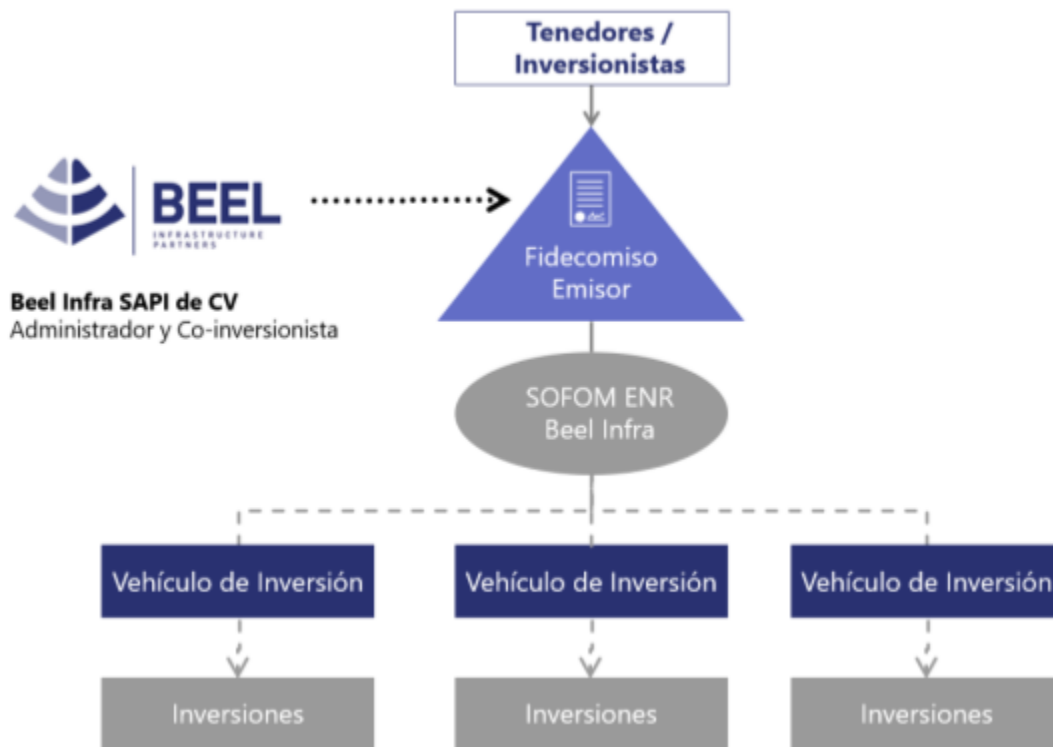 Tenedores /
Inversionistas
BEEL
INFRASTRUCTURE
PARTNERS
Beel Infra SAPI de CV
Administrador y Co-inversionista
Fidecomiso
Emisor
SOFOM ENR
Beel Infra
Vehículo de Inversión
Vehículo de Inversión
Vehículo de Inversión
Inversiones
Inversiones
Inversiones